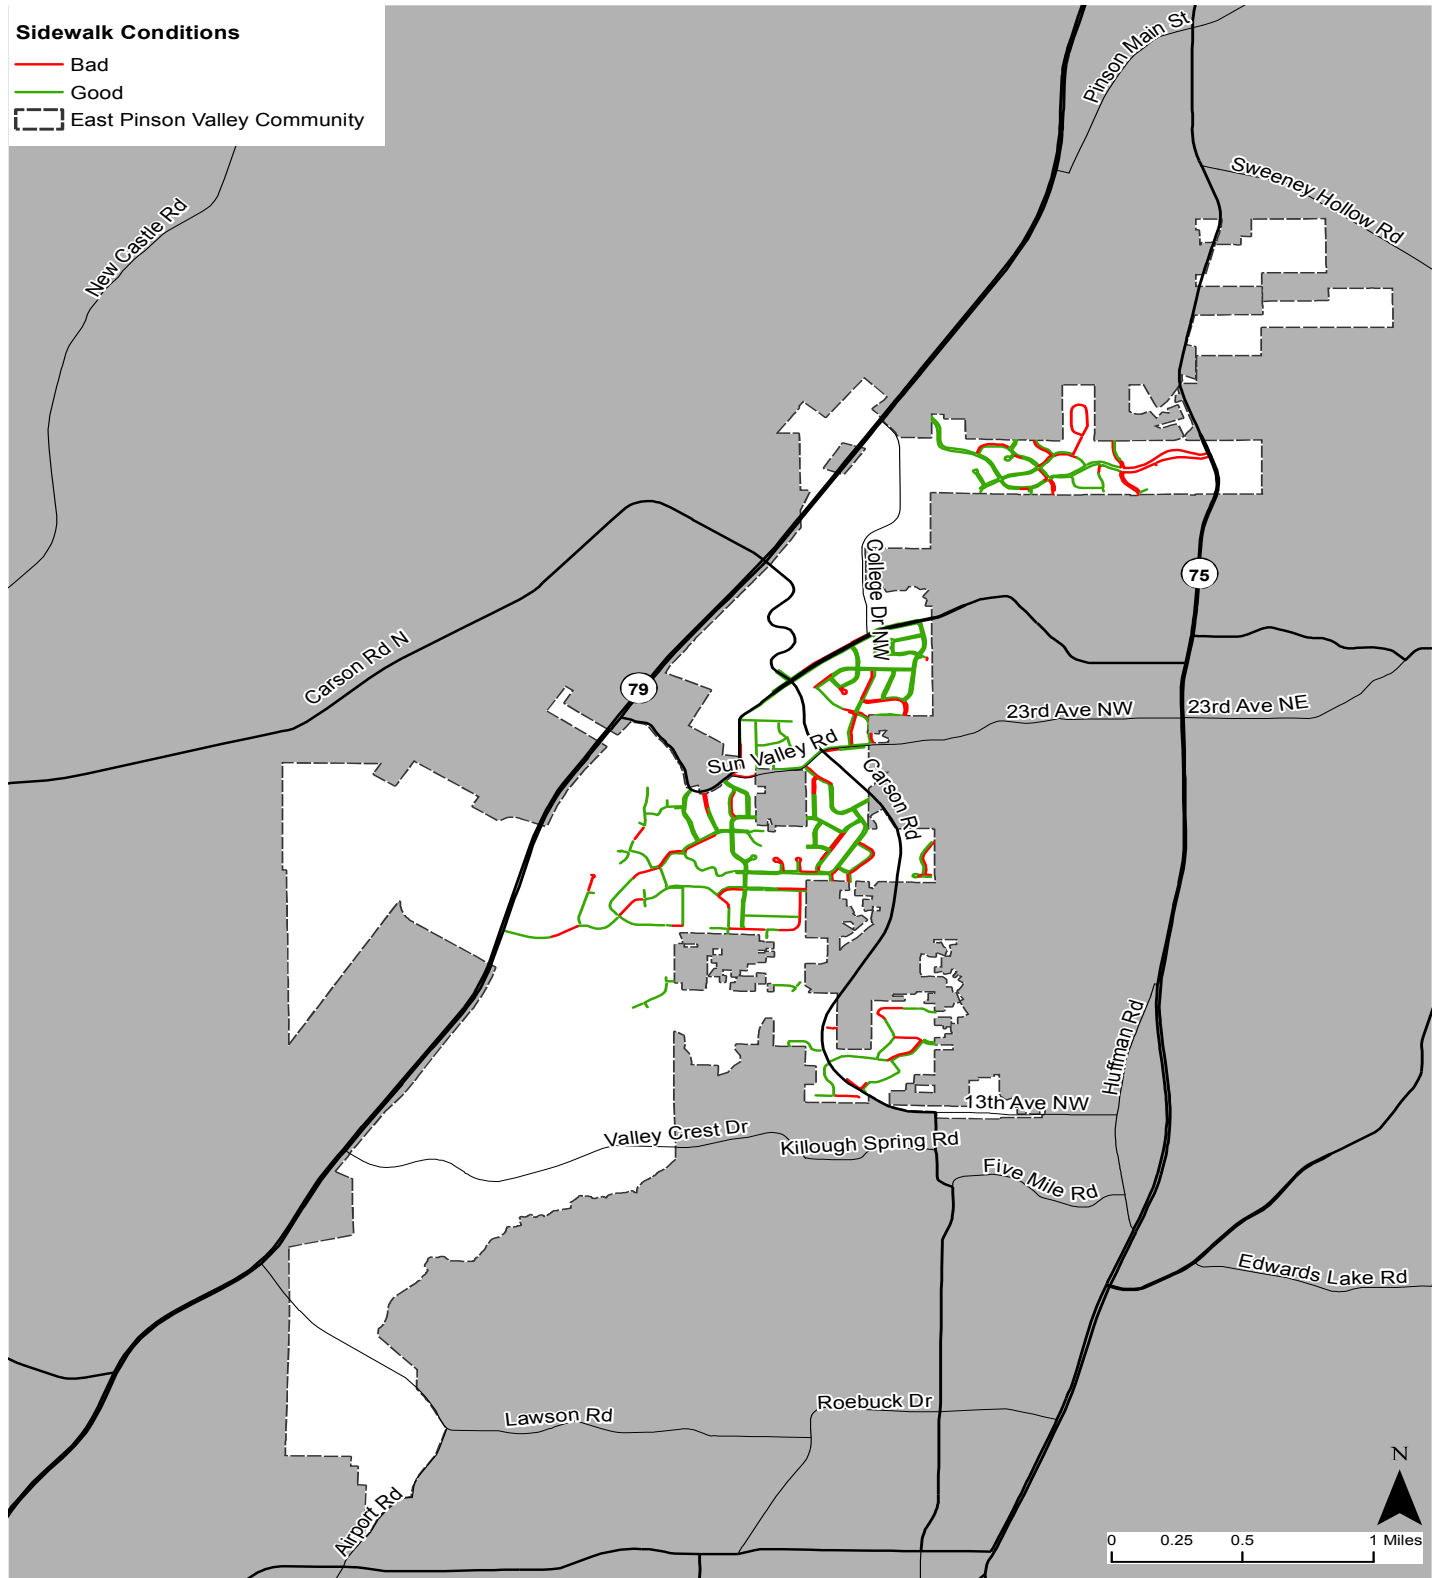 Sidewalk Conditions
Bad
Good
East Pinson Valley Community
Pinson Main St
Sweeney Hollow Rd
New Castle Rd
College Dr NW
75
Carson Rd N
79
23rd Ave NW
23rd Ave NE
Sun Valley Rd
Carson Rd
Huffman Rd
13th Ave NW
Valley Crest Dr
Killough Spring Rd
Five Mile Rd
Edwards Lake Rd
Roebuck Dr
Lawson Rd
Airport Rd
N
0 0.25 0.5 1 Miles